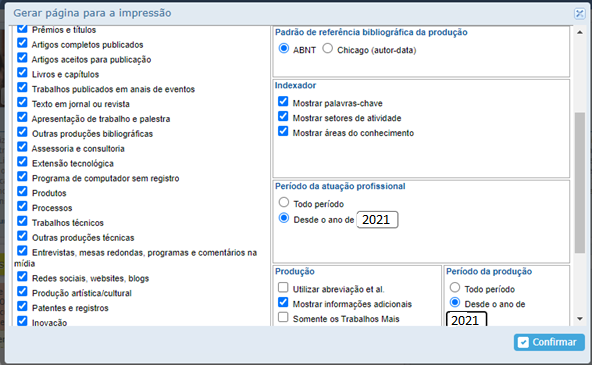 Gerar página para a impressão
Prêmios e títulos
Artigos completos publicados
Artigos aceitos para publicação
Livros e capítulos
Trabalhos publicados em anais de eventos
Texto em jornal ou revista
Apresentação de trabalho e palestra
Outras produções bibliográficas
Assessoria e consultoria
Extensão tecnológica
Programa de computador sem registro
Produtos
Processos
Trabalhos técnicos
Outras produções técnicas
Entrevistas, mesas redondas, programas e comentários na
mídia
Redes sociais, websites, blogs
Produção artística/cultural
Patentes e registros
Inovação
Padrão de referência bibliográfica da produção
ABNT Chicago (autor-data)
Indexador
Mostrar palavras-chave
Mostrar setores de atividade
Mostrar áreas do conhecimento
Período da atuação profissional
Todo período
Desde o ano de 2021
Produção
Utilizar abreviação et al.
Mostrar informações adicionais
Somente os Trabalhos Mais
Período da produção
Todo período
Desde o ano de
2021
Confirmar